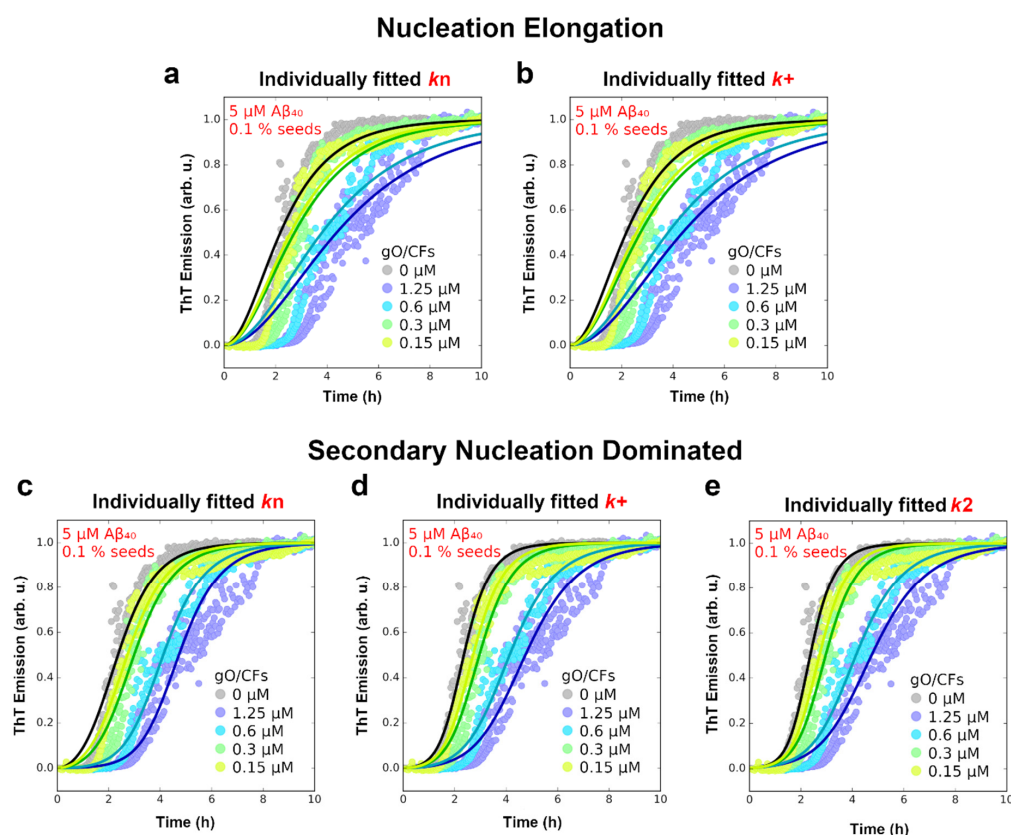 Nucleation Elongation
a
Individually fitted kn
5 μM Aβ₄₀
0.1 % seeds
ThT Emission (arb. u.)
1.0
0.8
0.6
0.4
0.2
0.0
gO/CFs
0 μM
1.25 μM
0.6 μM
0.3 μM
0.15 μM
0 2 4 6 8 10
Time (h)
b
Individually fitted k+
5 μM Aβ₄₀
0.1 % seeds
ThT Emission (arb. u.)
1.0
0.8
0.6
0.4
0.2
0.0
gO/CFs
0 μM
1.25 μM
0.6 μM
0.3 μM
0.15 μM
0 2 4 6 8 10
Time (h)
Secondary Nucleation Dominated
c
Individually fitted kn
5 μM Aβ₄₀
0.1 % seeds
ThT Emission (arb. u.)
1.0
0.8
0.6
0.4
0.2
0.0
gO/CFs
0 μM
1.25 μM
0.6 μM
0.3 μM
0.15 μM
0 2 4 6 8 10
Time (h)
d
Individually fitted k+
5 μM Aβ₄₀
0.1 % seeds
ThT Emission (arb. u.)
1.0
0.8
0.6
0.4
0.2
0.0
gO/CFs
0 μM
1.25 μM
0.6 μM
0.3 μM
0.15 μM
0 2 4 6 8 10
Time (h)
e
Individually fitted k2
5 μM Aβ₄₀
0.1 % seeds
ThT Emission (arb. u.)
1.0
0.8
0.6
0.4
0.2
0.0
gO/CFs
0 μM
1.25 μM
0.6 μM
0.3 μM
0.15 μM
0 2 4 6 8 10
Time (h)